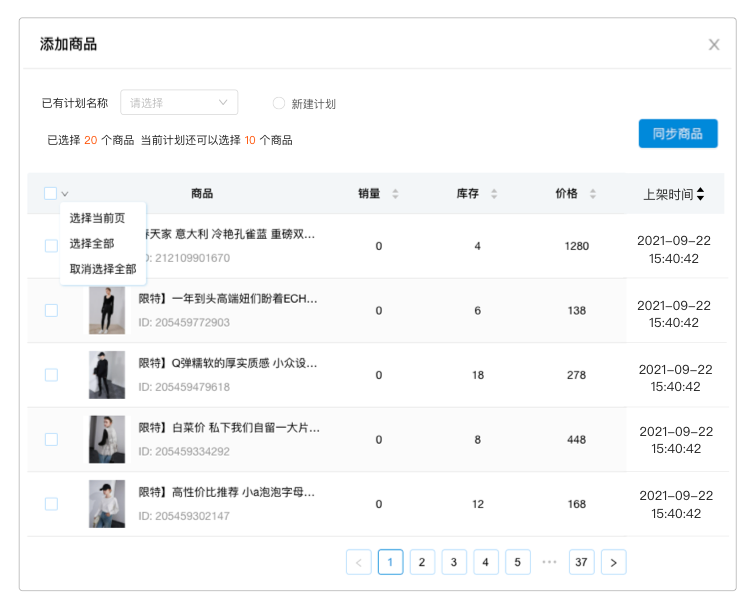 添加商品
已有计划名称 请选择 新建计划
已选择 20 个商品 当前计划还可以选择 10 个商品
同步商品
商品 销量 库存 价格 上架时间
选择当前页
选择全部
取消选择全部
天家 意大利 冷艳孔雀蓝 重磅双... 0 4 1280 2021-09-22
: 212109901670 15:40:42
限特】一年到头高端妞们盼着ECH... 0 6 138 2021-09-22
ID: 205459772903 15:40:42
限特】Q弹糯软的厚实质感 小众设... 0 18 278 2021-09-22
ID: 205459479618 15:40:42
限特】白菜价 私下我们自留一大片... 0 8 448 2021-09-22
ID: 205459334292 15:40:42
限特】高性价比推荐 小a泡泡字母... 0 12 168 2021-09-22
ID: 205459302147 15:40:42
< 1 2 3 4 5 ••• 37 >